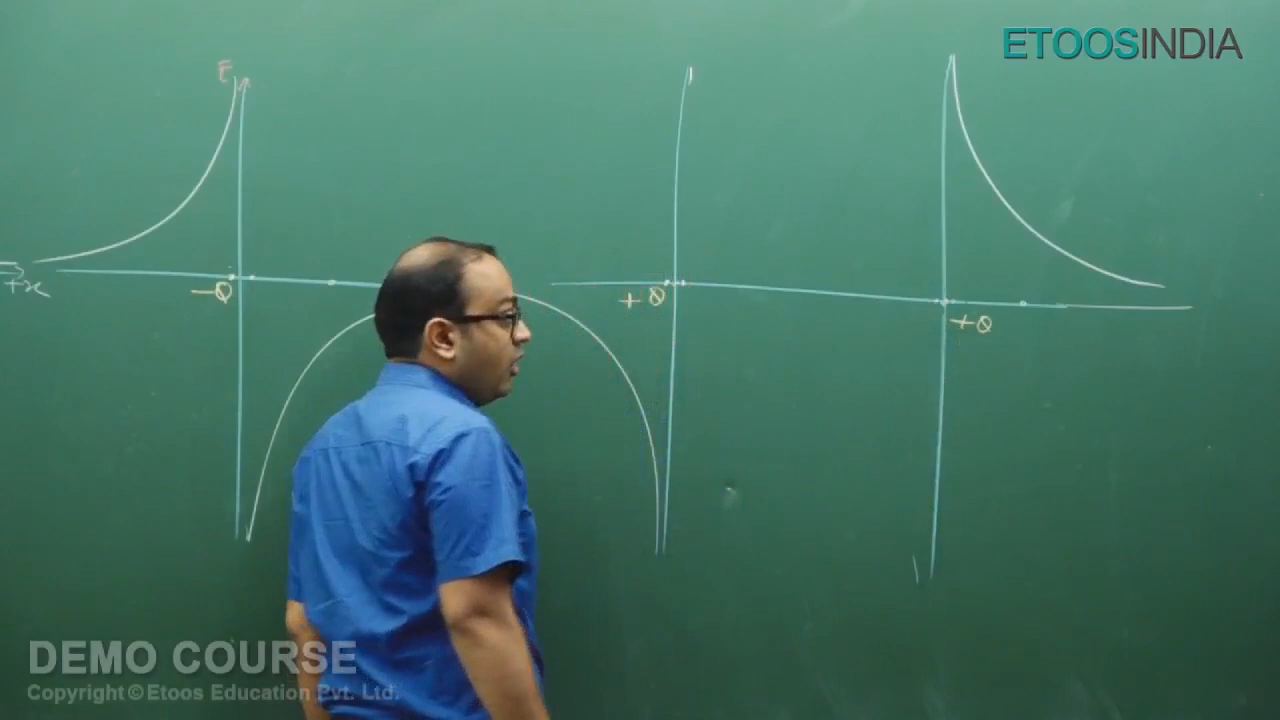 ETOOSINDIA
E
+x
-Q
+Q
+Q
DEMO COURSE
Copyright © Etoos Education Pvt. Ltd.